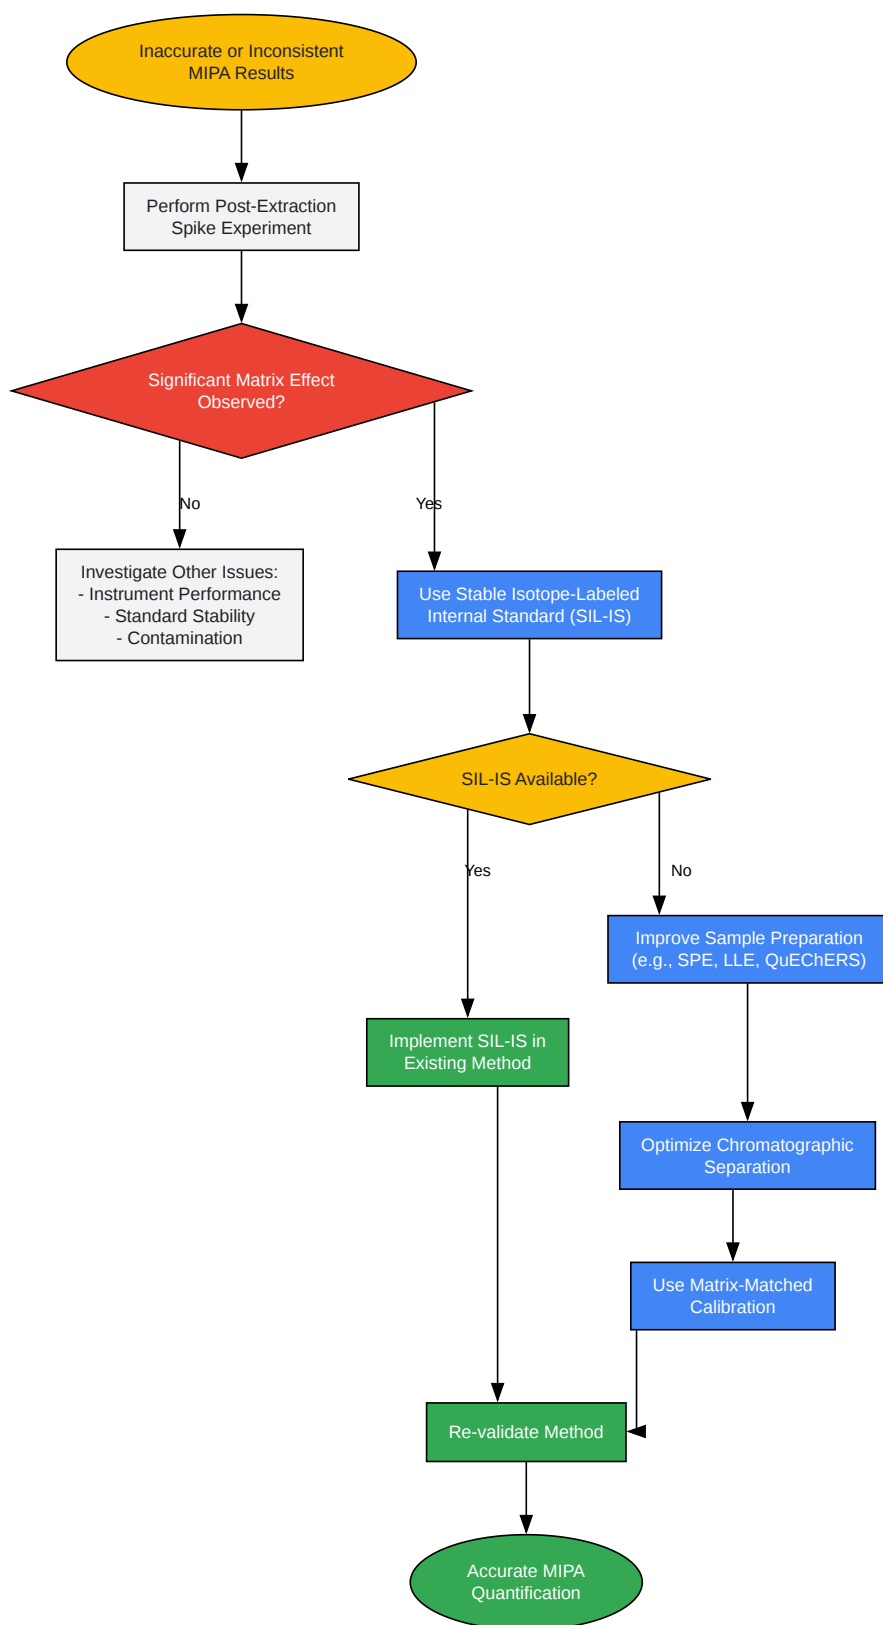 Inaccurate or Inconsistent
MIPA Results
Perform Post-Extraction
Spike Experiment
Significant Matrix Effect
Observed?
No
Yes
Investigate Other Issues:
- Instrument Performance
- Standard Stability
- Contamination
Use Stable Isotope-Labeled
Internal Standard (SIL-IS)
SIL-IS Available?
Yes
No
Improve Sample Preparation
(e.g., SPE, LLE, QuEChERS)
Implement SIL-IS in
Existing Method
Optimize Chromatographic
Separation
Use Matrix-Matched
Calibration
Re-validate Method
Accurate MIPA
Quantification